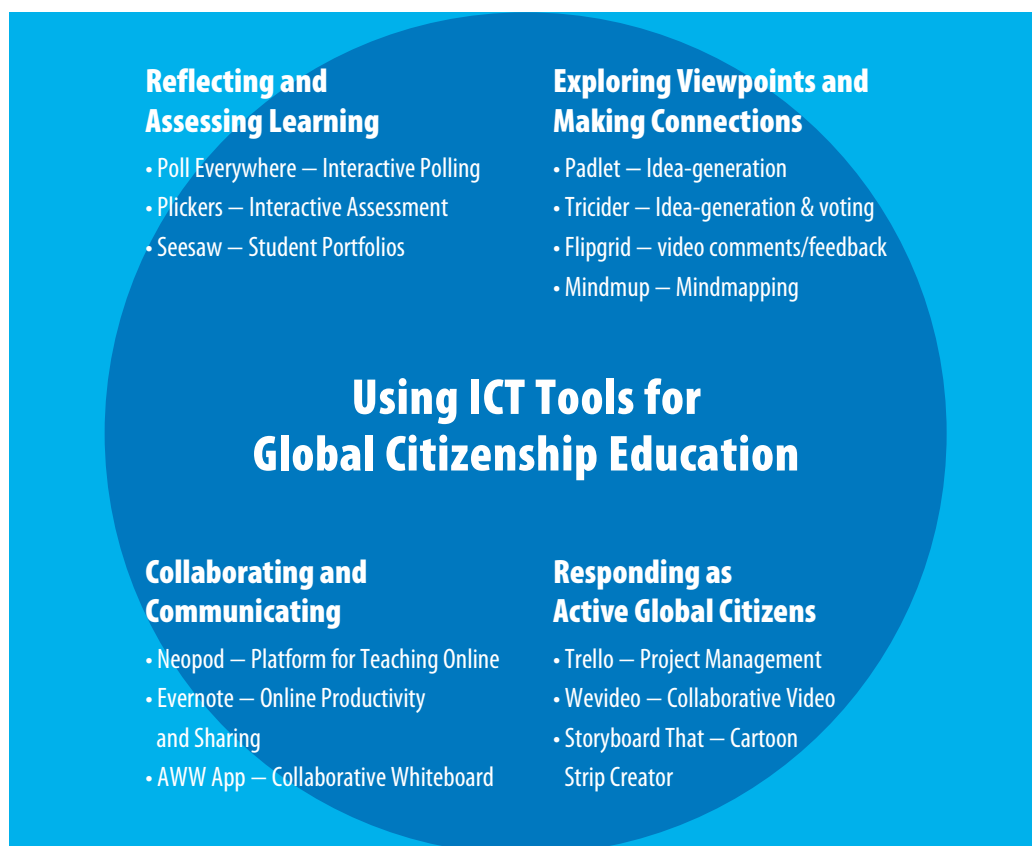 Reflecting and
Assessing Learning
• Poll Everywhere – Interactive Polling
• Plickers – Interactive Assessment
• Seesaw – Student Portfolios
Exploring Viewpoints and
Making Connections
• Padlet – Idea-generation
• Tricider – Idea-generation & voting
• Flipgrid – video comments/feedback
• Mindmup – Mindmapping
Using ICT Tools for
Global Citizenship Education
Collaborating and
Communicating
• Neopod – Platform for Teaching Online
• Evernote – Online Productivity
and Sharing
• AWW App – Collaborative Whiteboard
Responding as
Active Global Citizens
• Trello – Project Management
• Wevideo – Collaborative Video
• Storyboard That – Cartoon
Strip Creator